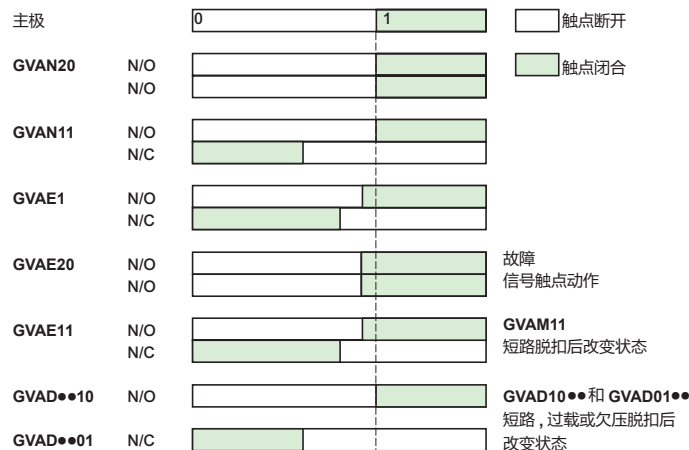 主极 0 1 触点断开
GVAN20 N/O 触点闭合
N/O
GVAN11 N/O
N/C
GVAE1 N/O
N/C
GVAE20 N/O 故障
N/O 信号触点动作
GVAE11 N/O GVAM11
N/C 短路脱扣后改变状态
GVAD●●10 N/O GVAD10●●和 GVAD01●●
短路 , 过载或欠压脱扣后
GVAD●●01 N/C 改变状态